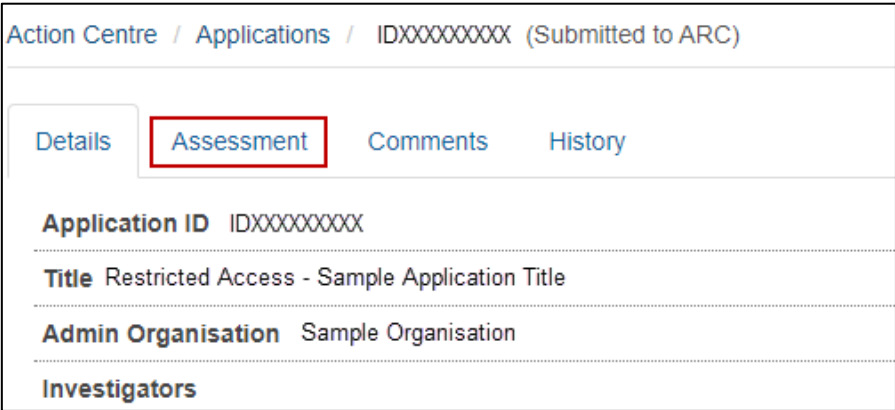 Action Centre / Applications / IDXXXXXXXXX (Submitted to ARC)
Details Assessment Comments History
Application ID IDXXXXXXXXX
Title Restricted Access - Sample Application Title
Admin Organisation Sample Organisation
Investigators